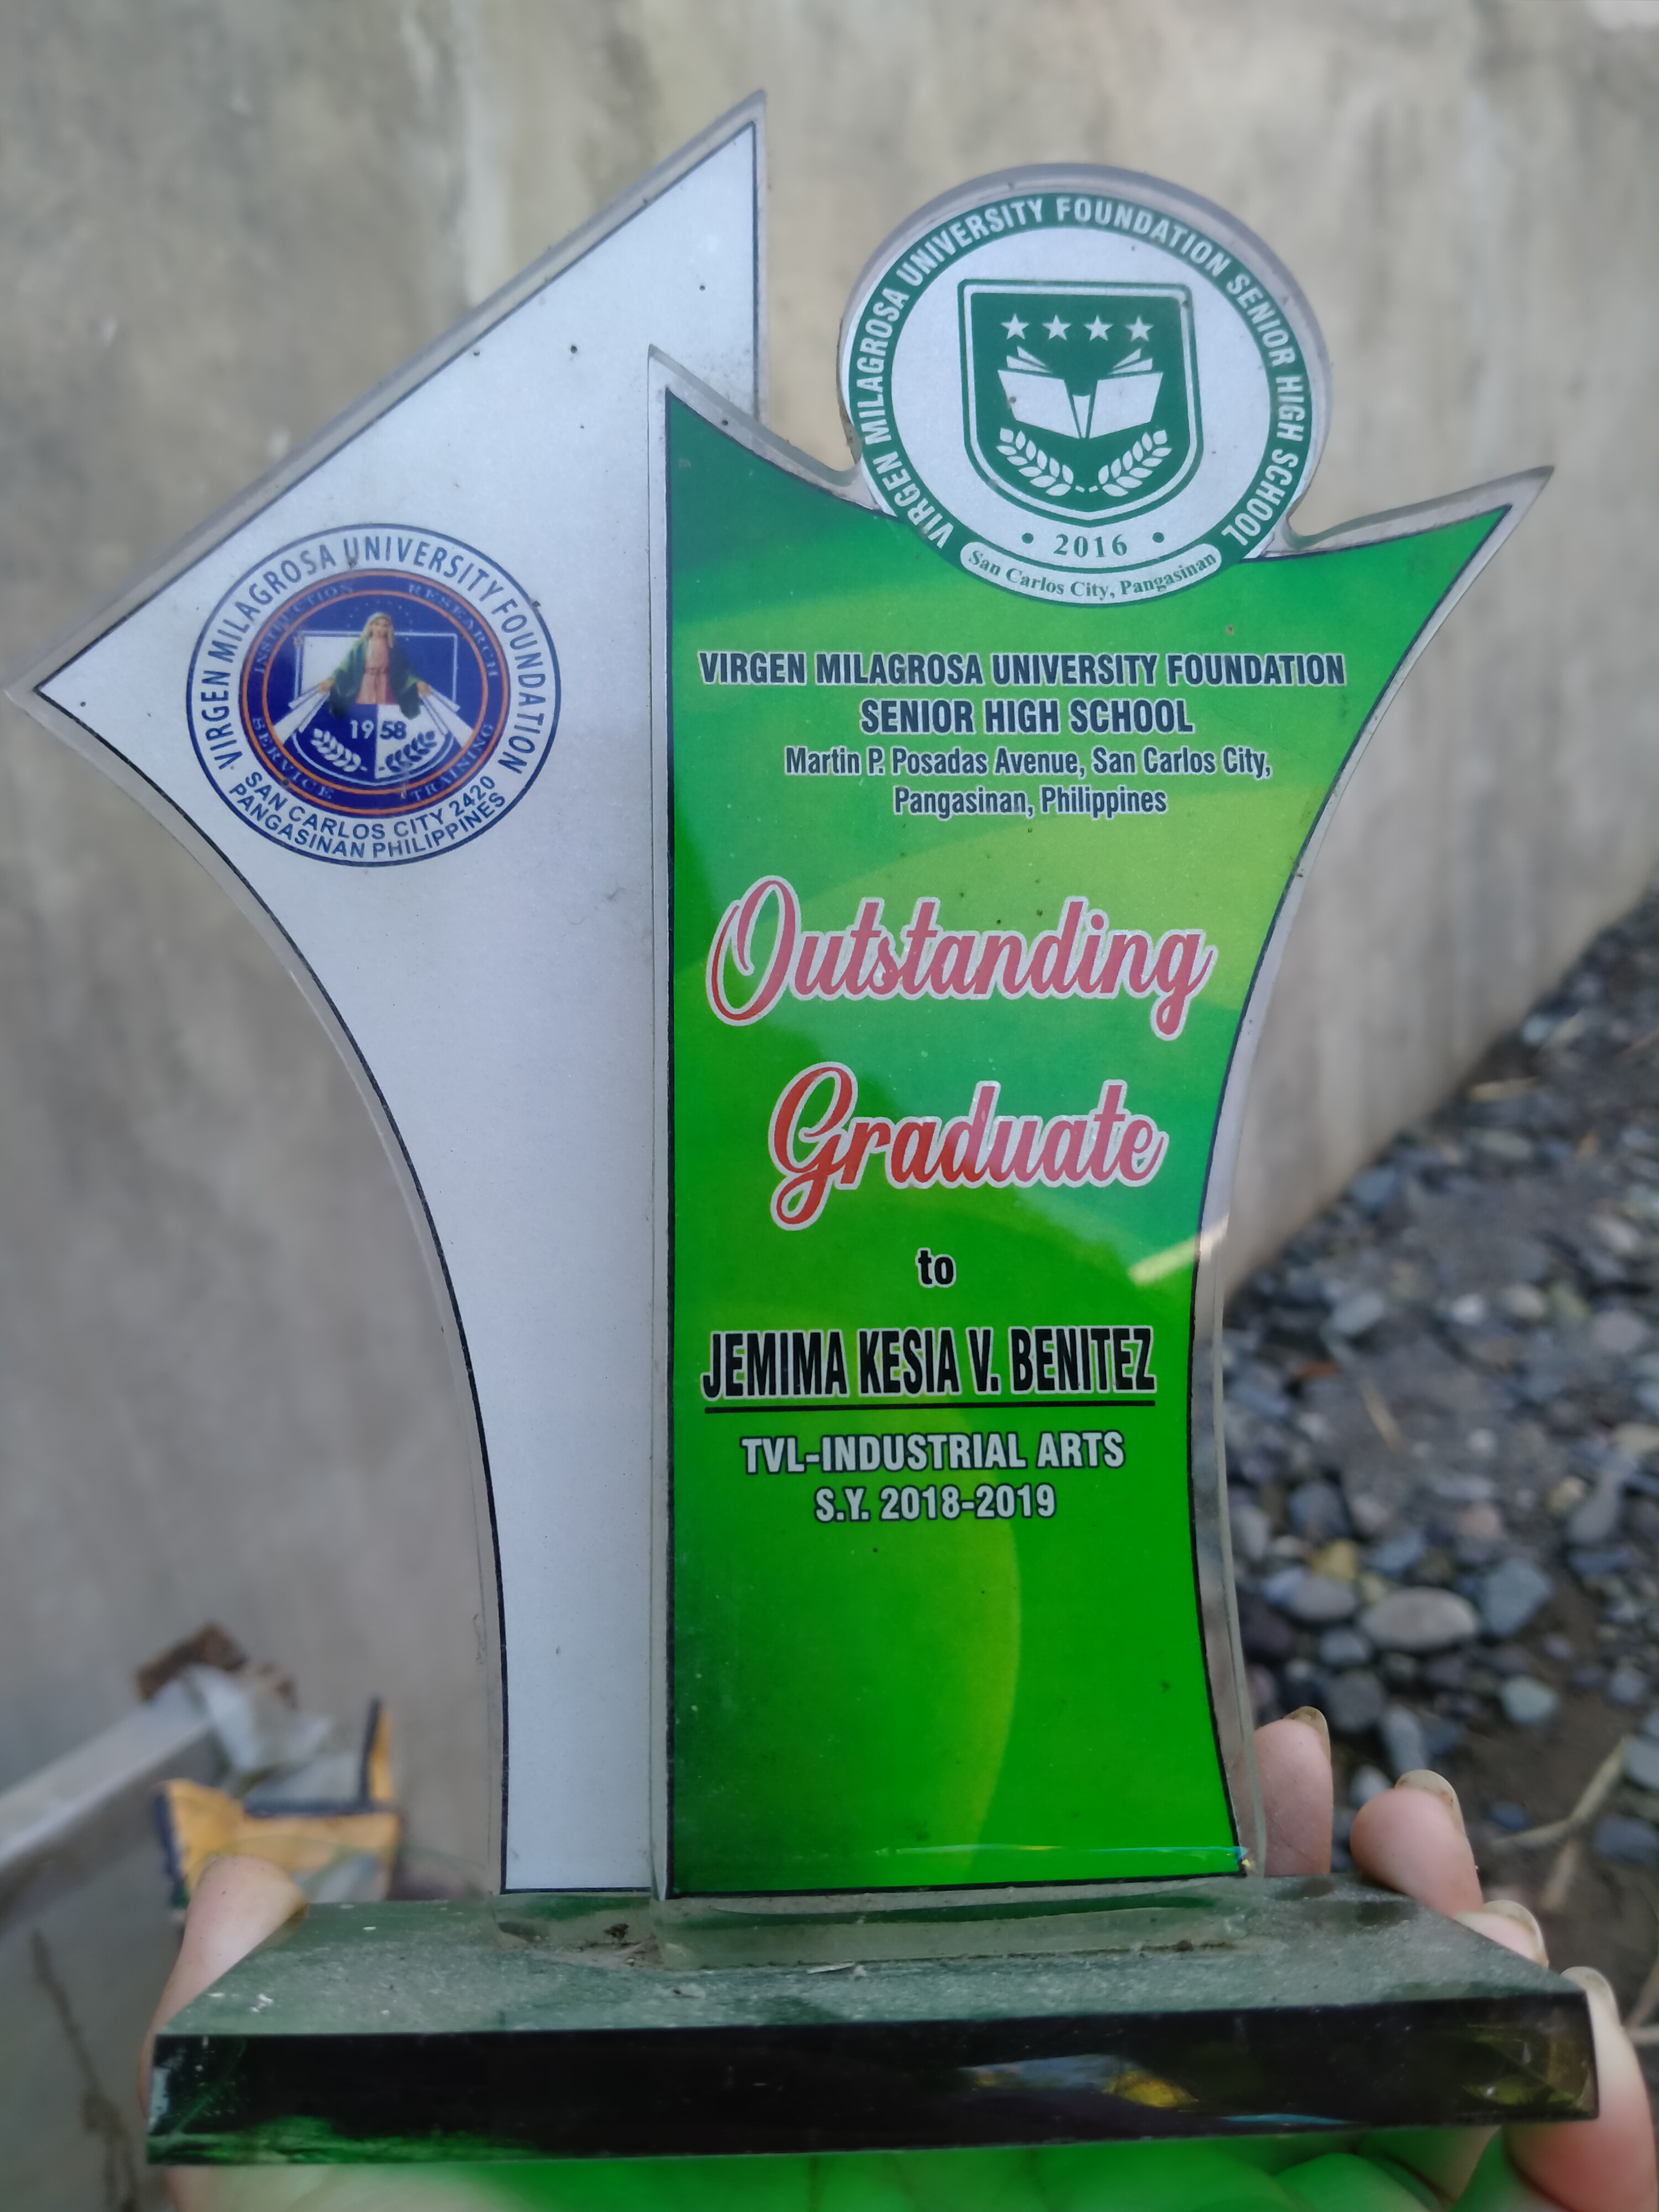 VIRGEN MILAGROSA UNIVERSITY FOUNDATION SENIOR HIGH SCHOOL
• 2016 •
San Carlos City, Pangasinan
VIRGEN MILAGROSA UNIVERSITY FOUNDATION
INSTRUCTION RESEARCH
SERVICE TRAINING
1958
SAN CARLOS CITY 2420
PANGASINAN PHILIPPINES
VIRGEN MILAGROSA UNIVERSITY FOUNDATION
SENIOR HIGH SCHOOL
Martin P. Posadas Avenue, San Carlos City,
Pangasinan, Philippines
Outstanding
Graduate
to
JEMIMA KESIA V. BENITEZ
TVL-INDUSTRIAL ARTS
S.Y. 2018-2019